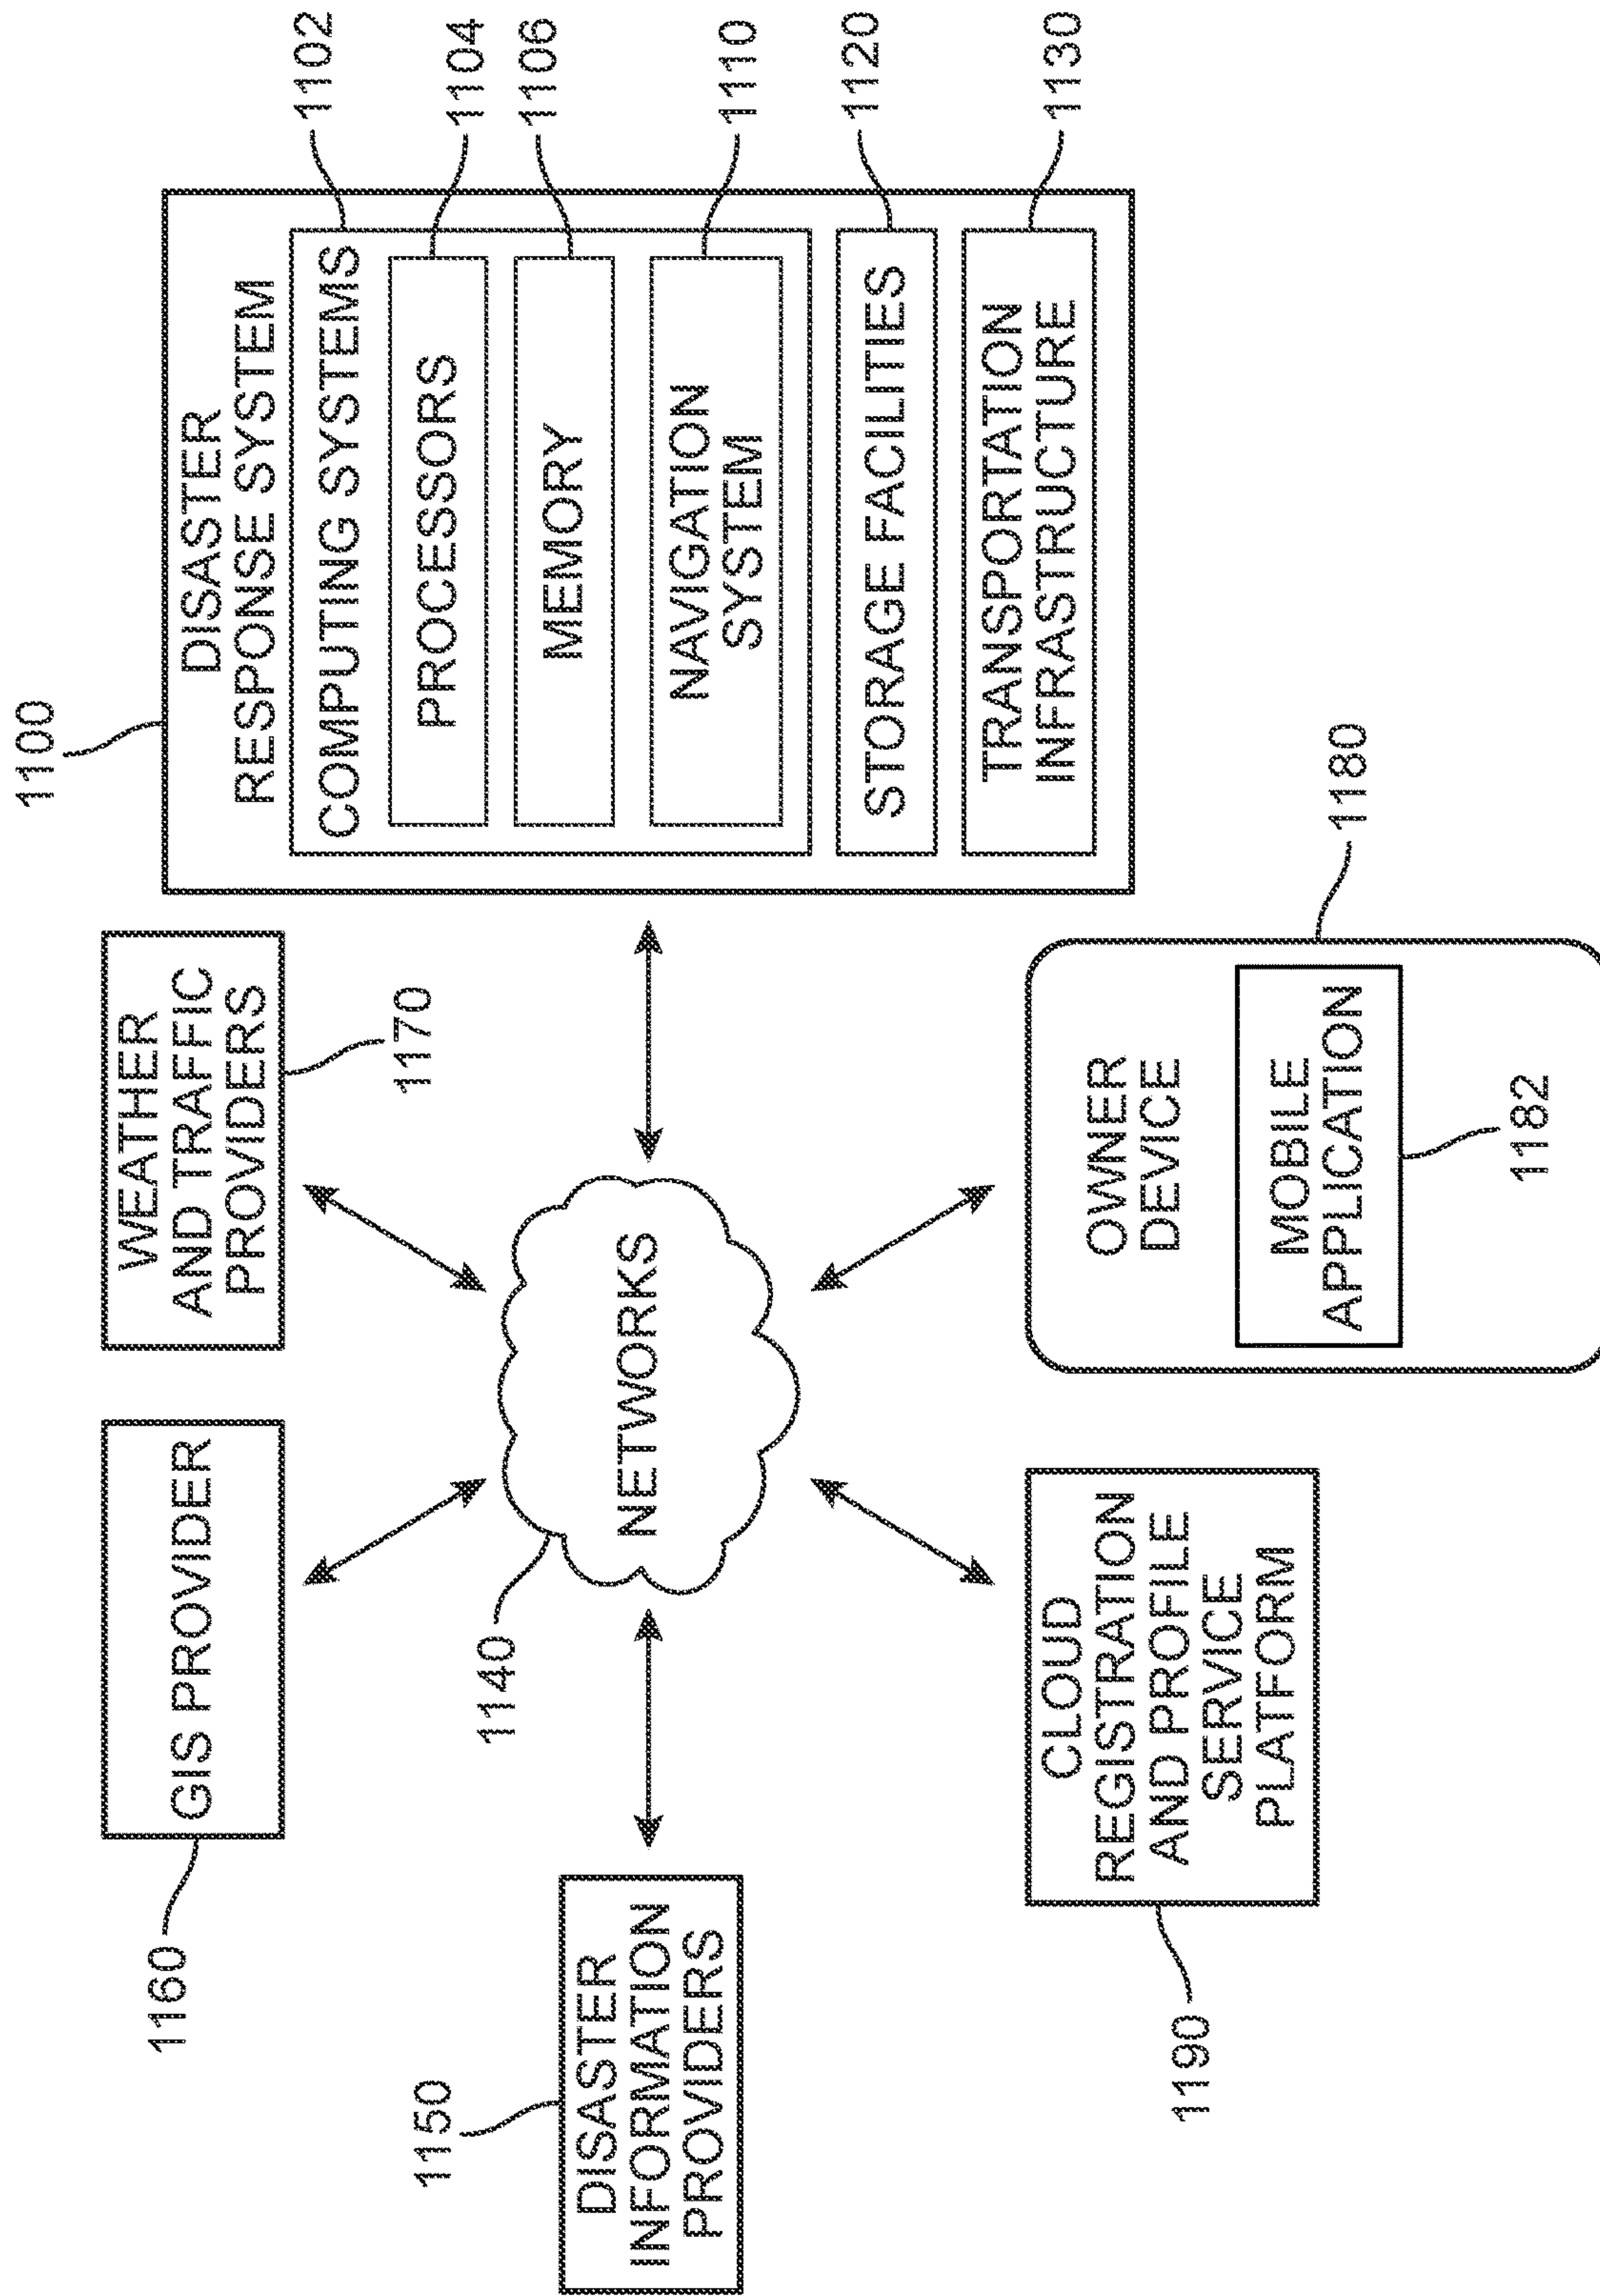 1100
DISASTER
RESPONSE SYSTEM
COMPUTING SYSTEMS
1102
PROCESSORS
1104
MEMORY
1106
NAVIGATION
SYSTEM
1110
STORAGE FACILITIES
1120
TRANSPORTATION
INFRASTRUCTURE
1130
WEATHER
AND TRAFFIC
PROVIDERS
1170
GIS PROVIDER
1160
NETWORKS
1140
DISASTER
INFORMATION
PROVIDERS
1150
CLOUD
REGISTRATION
AND PROFILE
SERVICE
PLATFORM
1190
OWNER
DEVICE
1180
MOBILE
APPLICATION
1182